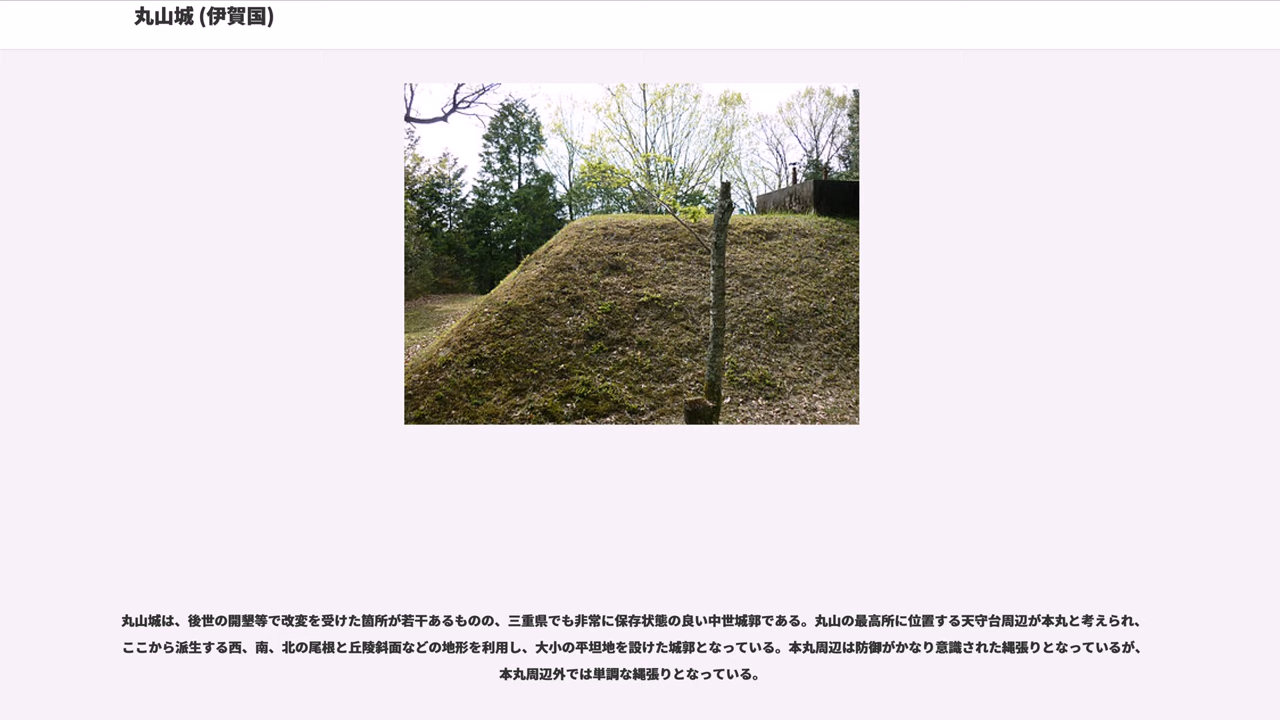 丸山城 (伊賀国)
丸山城は、後世の開墾等で改変を受けた箇所が若干あるものの、三重県でも非常に保存状態の良い中世城郭である。丸山の最高所に位置する天守台周辺が本丸と考えられ、
ここから派生する西、南、北の尾根と丘陵斜面などの地形を利用し、大小の平坦地を設けた城郭となっている。本丸周辺は防御がかなり意識された縄張りとなっているが、
本丸周辺外では単調な縄張りとなっている。